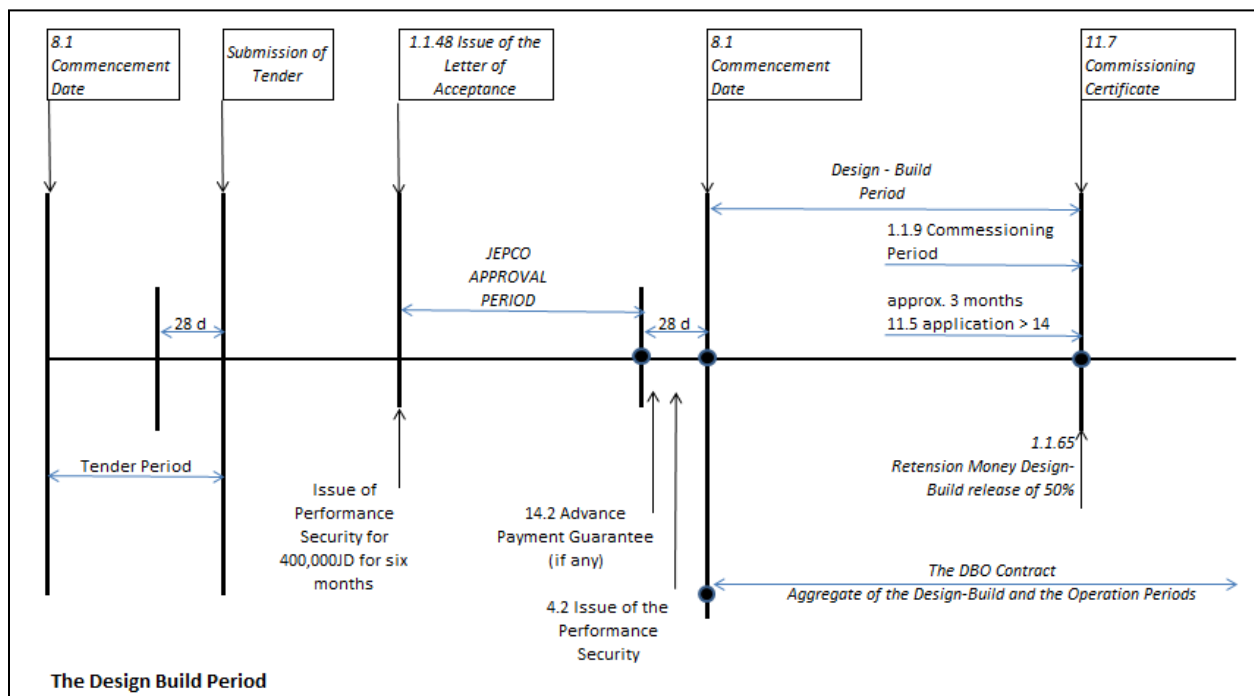 8.1
Commencement
Date
Submission of
Tender
1.1.48 Issue of the
Letter of
Acceptance
8.1
Commencement
Date
11.7
Commissioning
Certificate
Design - Build
Period
1.1.9 Commessioning
Period
JEPCO
APPROVAL
PERIOD
approx. 3 months
11.5 application > 14
28 d
28 d
Tender Period
Issue of
Performance
Security for
400,000JD for six
months
14.2 Advance
Payment Guarantee
(if any)
4.2 Issue of the
Performance
Security
1.1.65
Retension Money Design-
Build release of 50%
The DBO Contract
Aggregate of the Design-Build and the Operation Periods
The Design Build Period